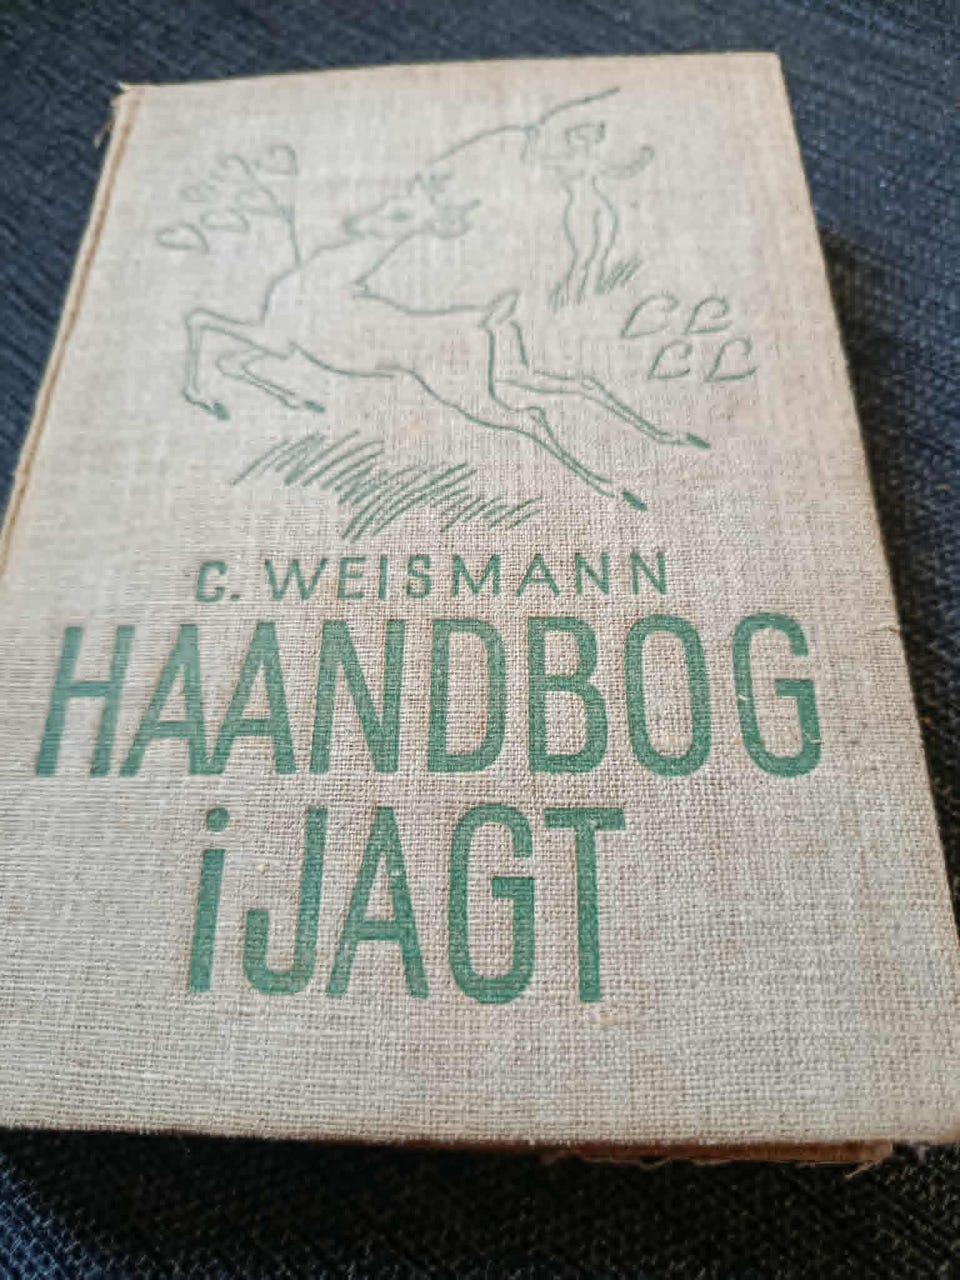 C. WEISMANN
HAANDBOG
i JAGT